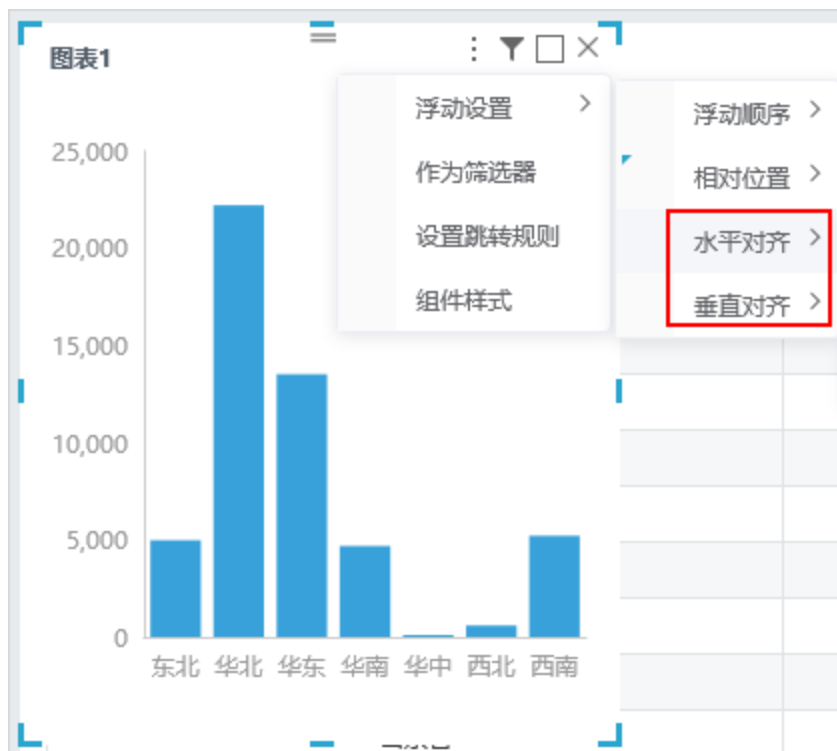 图表1
浮动设置
作为筛选器
设置跳转规则
组件样式
浮动顺序
相对位置
水平对齐
垂直对齐
25,000
20,000
15,000
10,000
5,000
0
东北 华北 华东 华南 华中 西北 西南